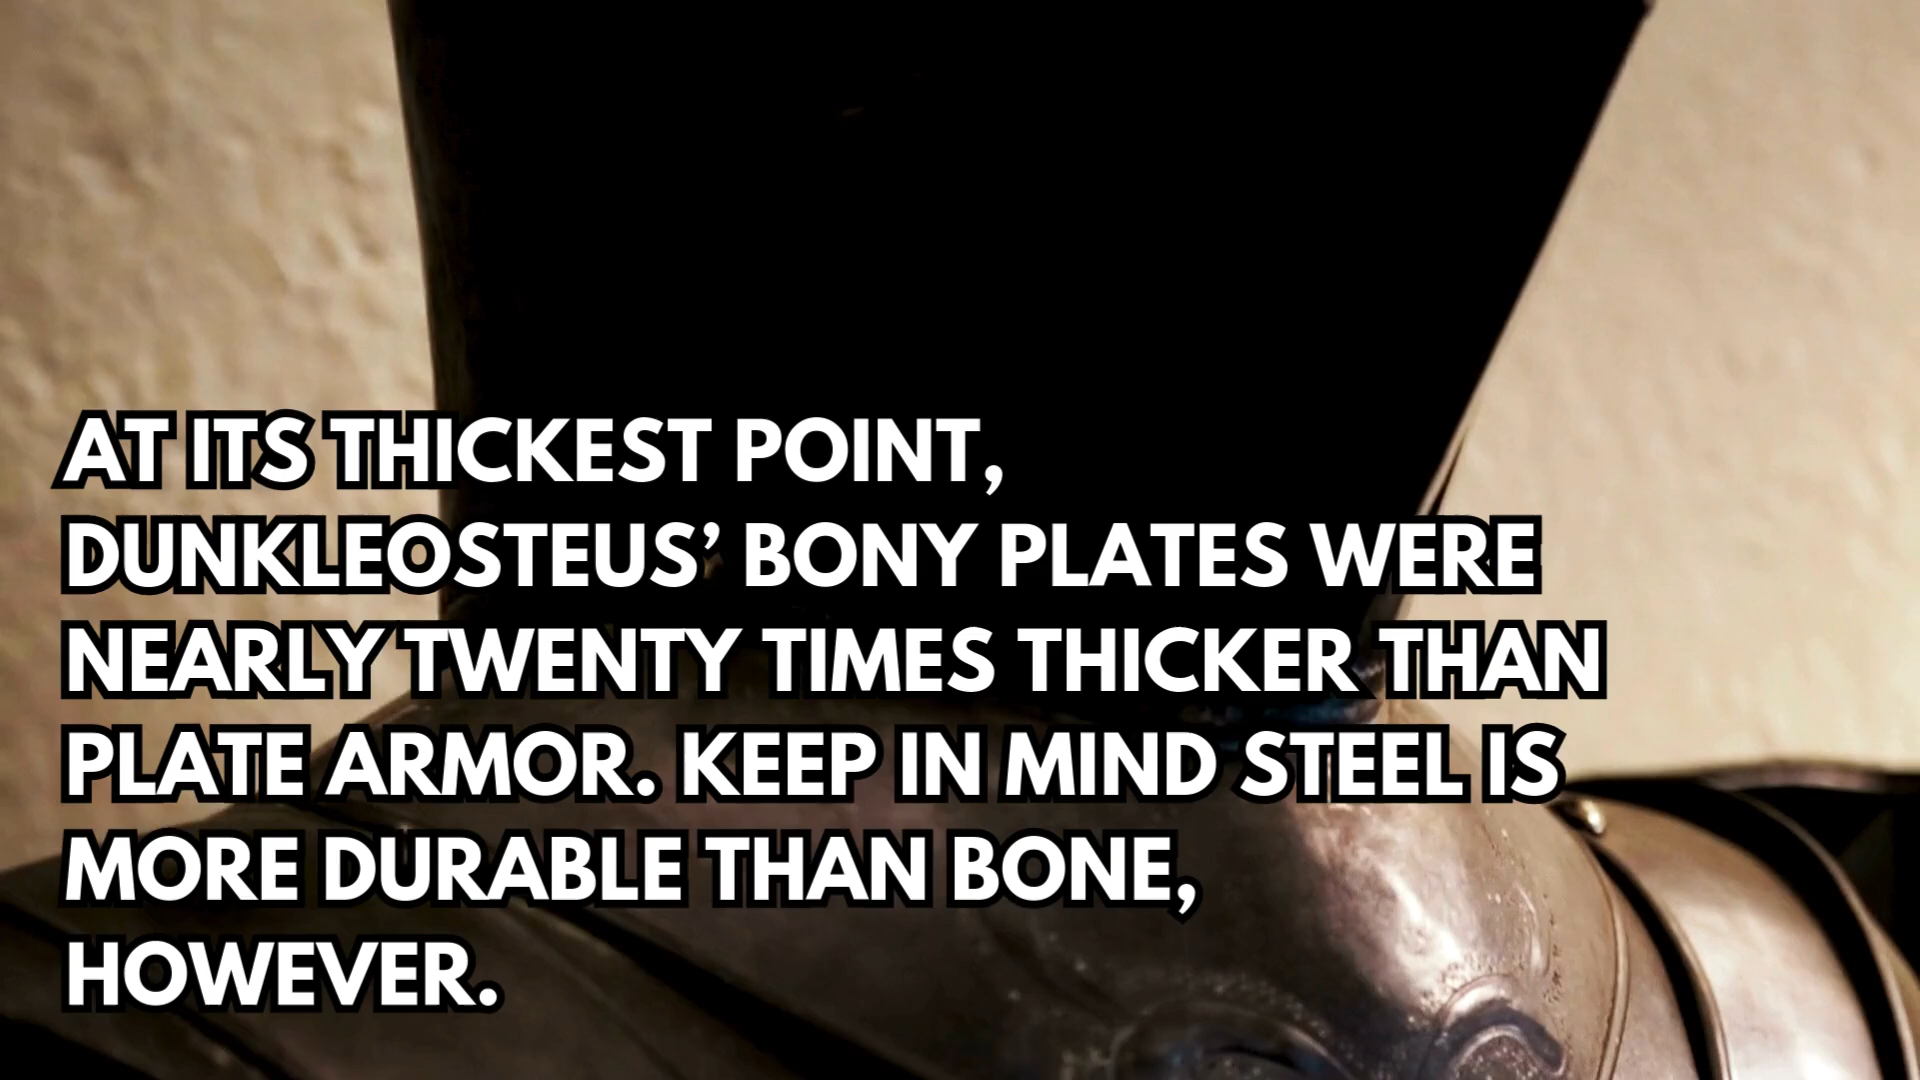 AT ITS THICKEST POINT,
DUNKLEOSTEUS’ BONY PLATES WERE
NEARLY TWENTY TIMES THICKER THAN
PLATE ARMOR. KEEP IN MIND STEEL IS
MORE DURABLE THAN BONE,
HOWEVER.